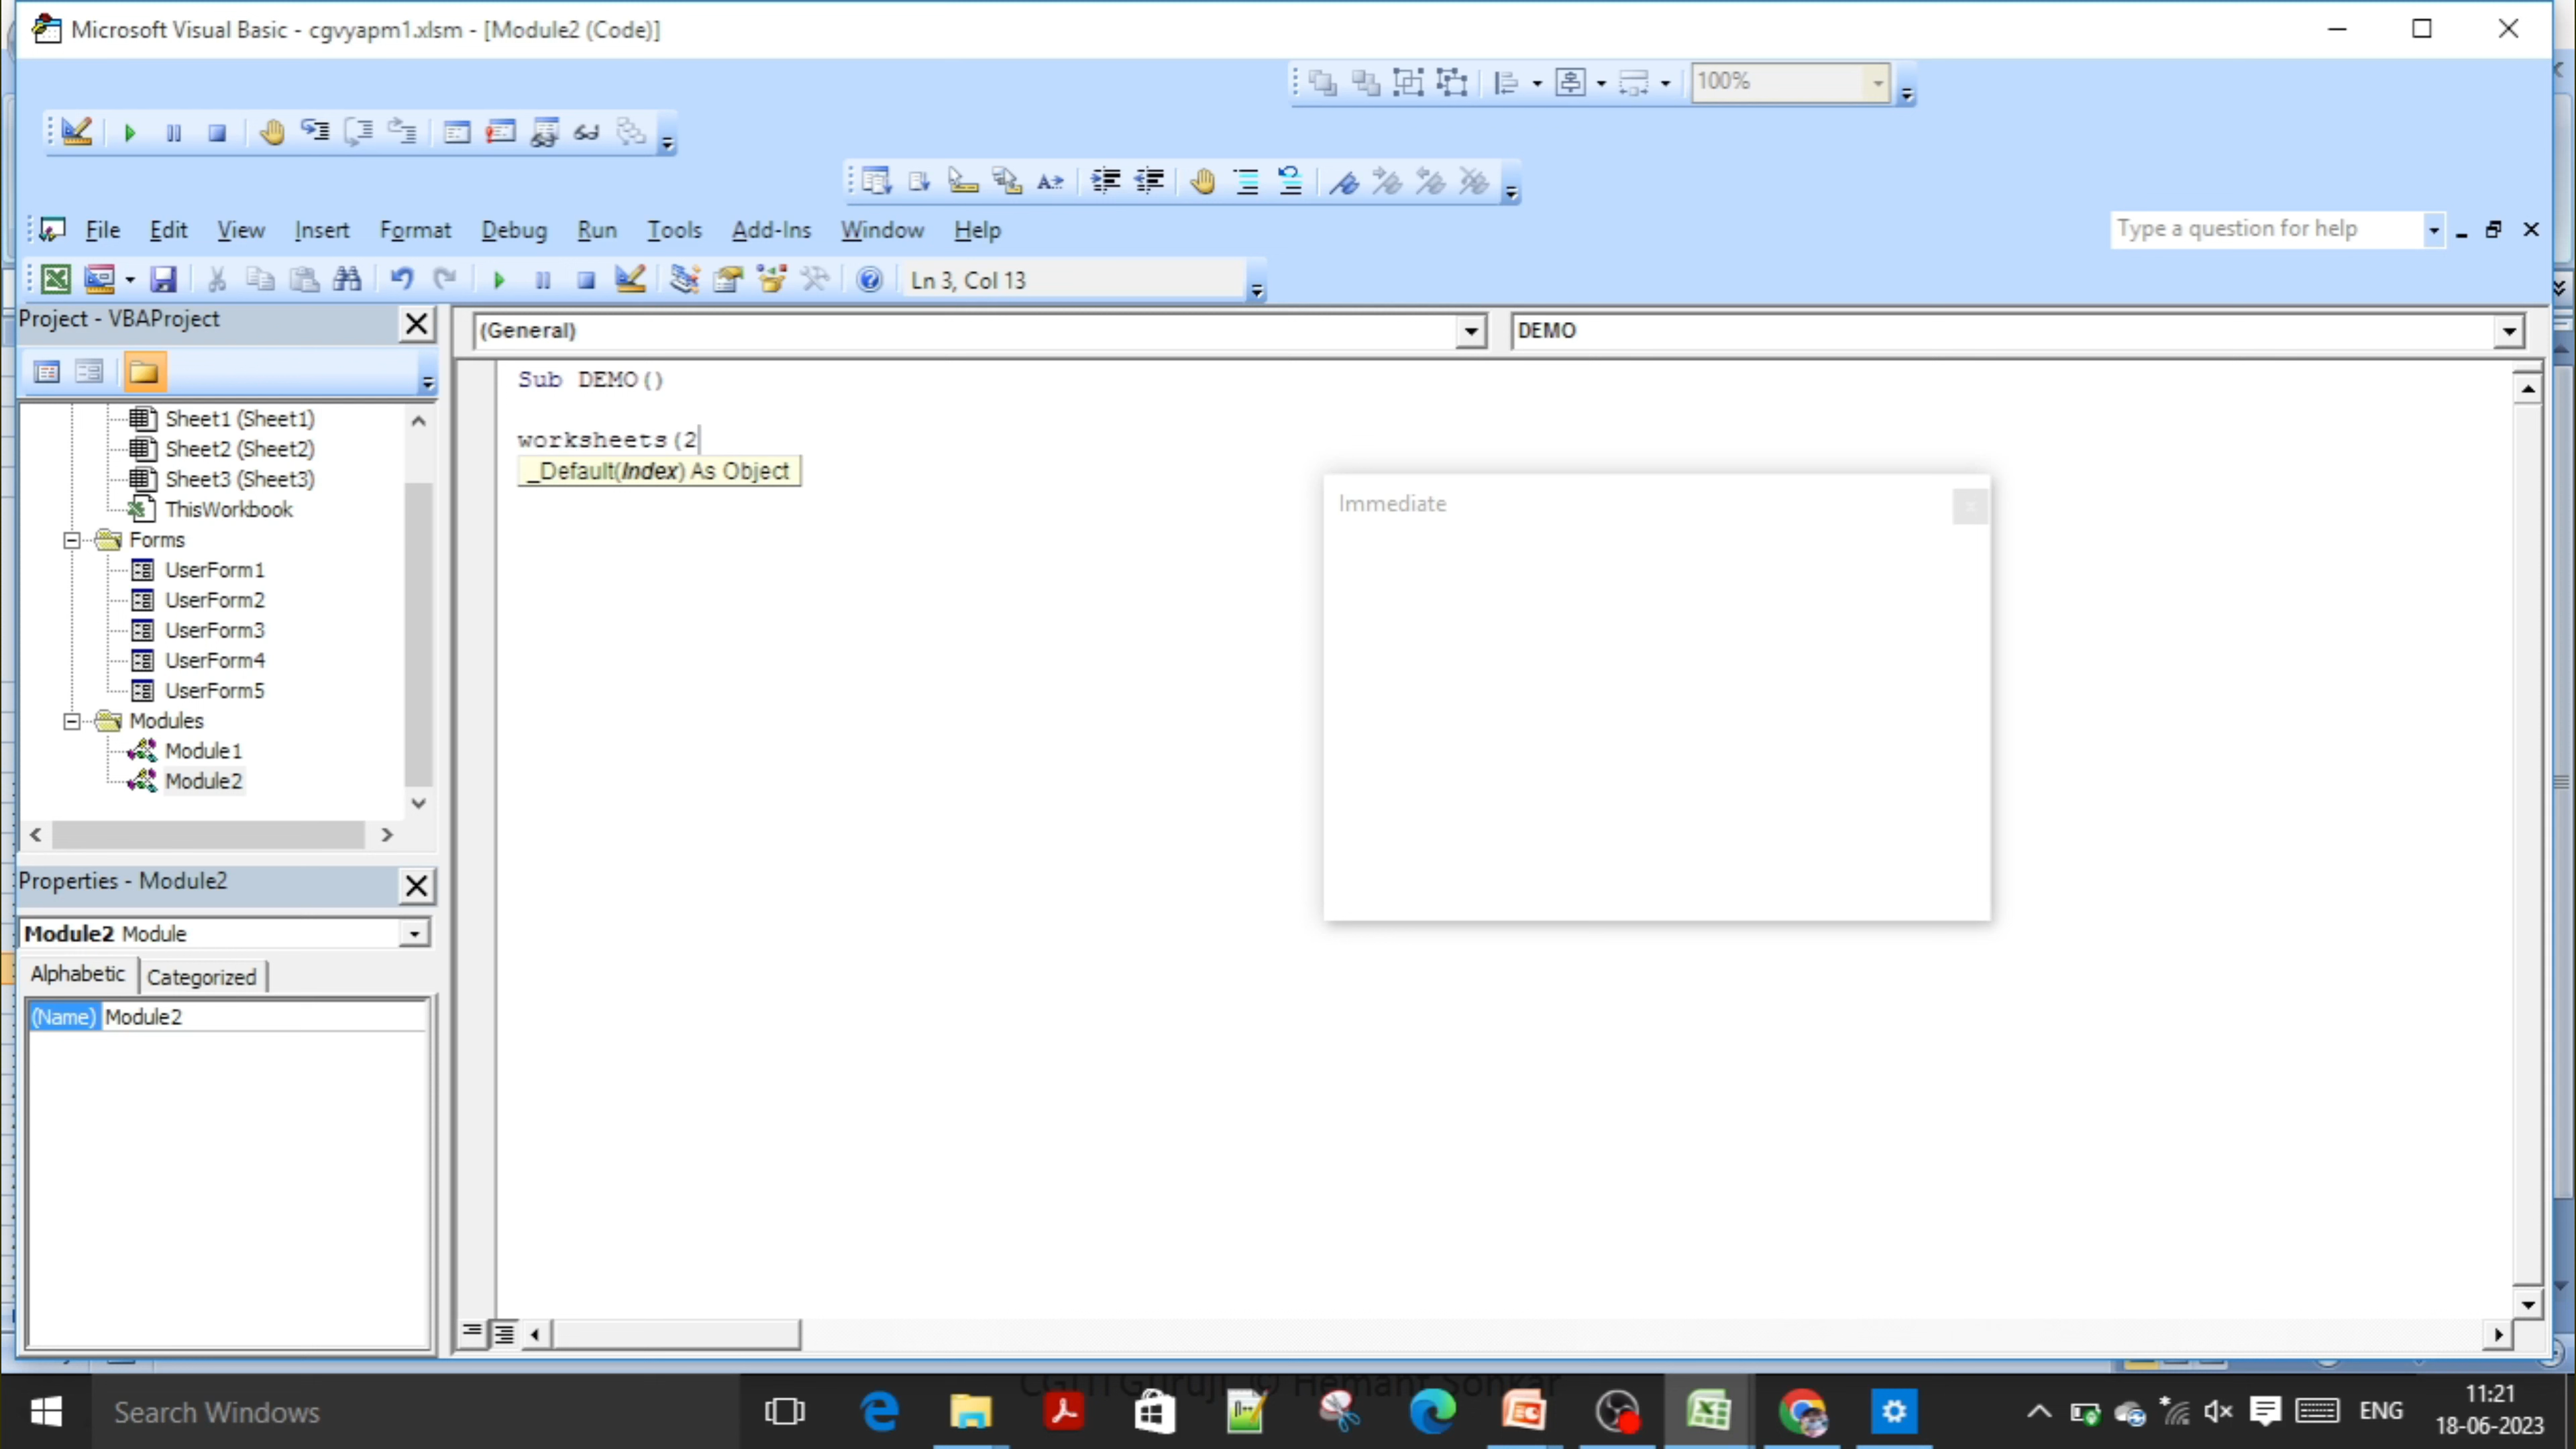 Microsoft Visual Basic - cgvyapm1.xlsm - [Module2 (Code)]
100%
File Edit View Insert Format Debug Run Tools Add-Ins Window Help
Type a question for help
Ln 3, Col 13
Project - VBAProject
(General)
DEMO
Sheet1 (Sheet1)
Sheet2 (Sheet2)
Sheet3 (Sheet3)
ThisWorkbook
Forms
UserForm1
UserForm2
UserForm3
UserForm4
UserForm5
Modules
Module1
Module2
Sub DEMO()
worksheets(2
_Default(Index) As Object
Immediate
Properties - Module2
Module2 Module
Alphabetic Categorized
(Name) Module2
Hemant Sonkar
Search Windows
ENG
11:21
18-06-2023